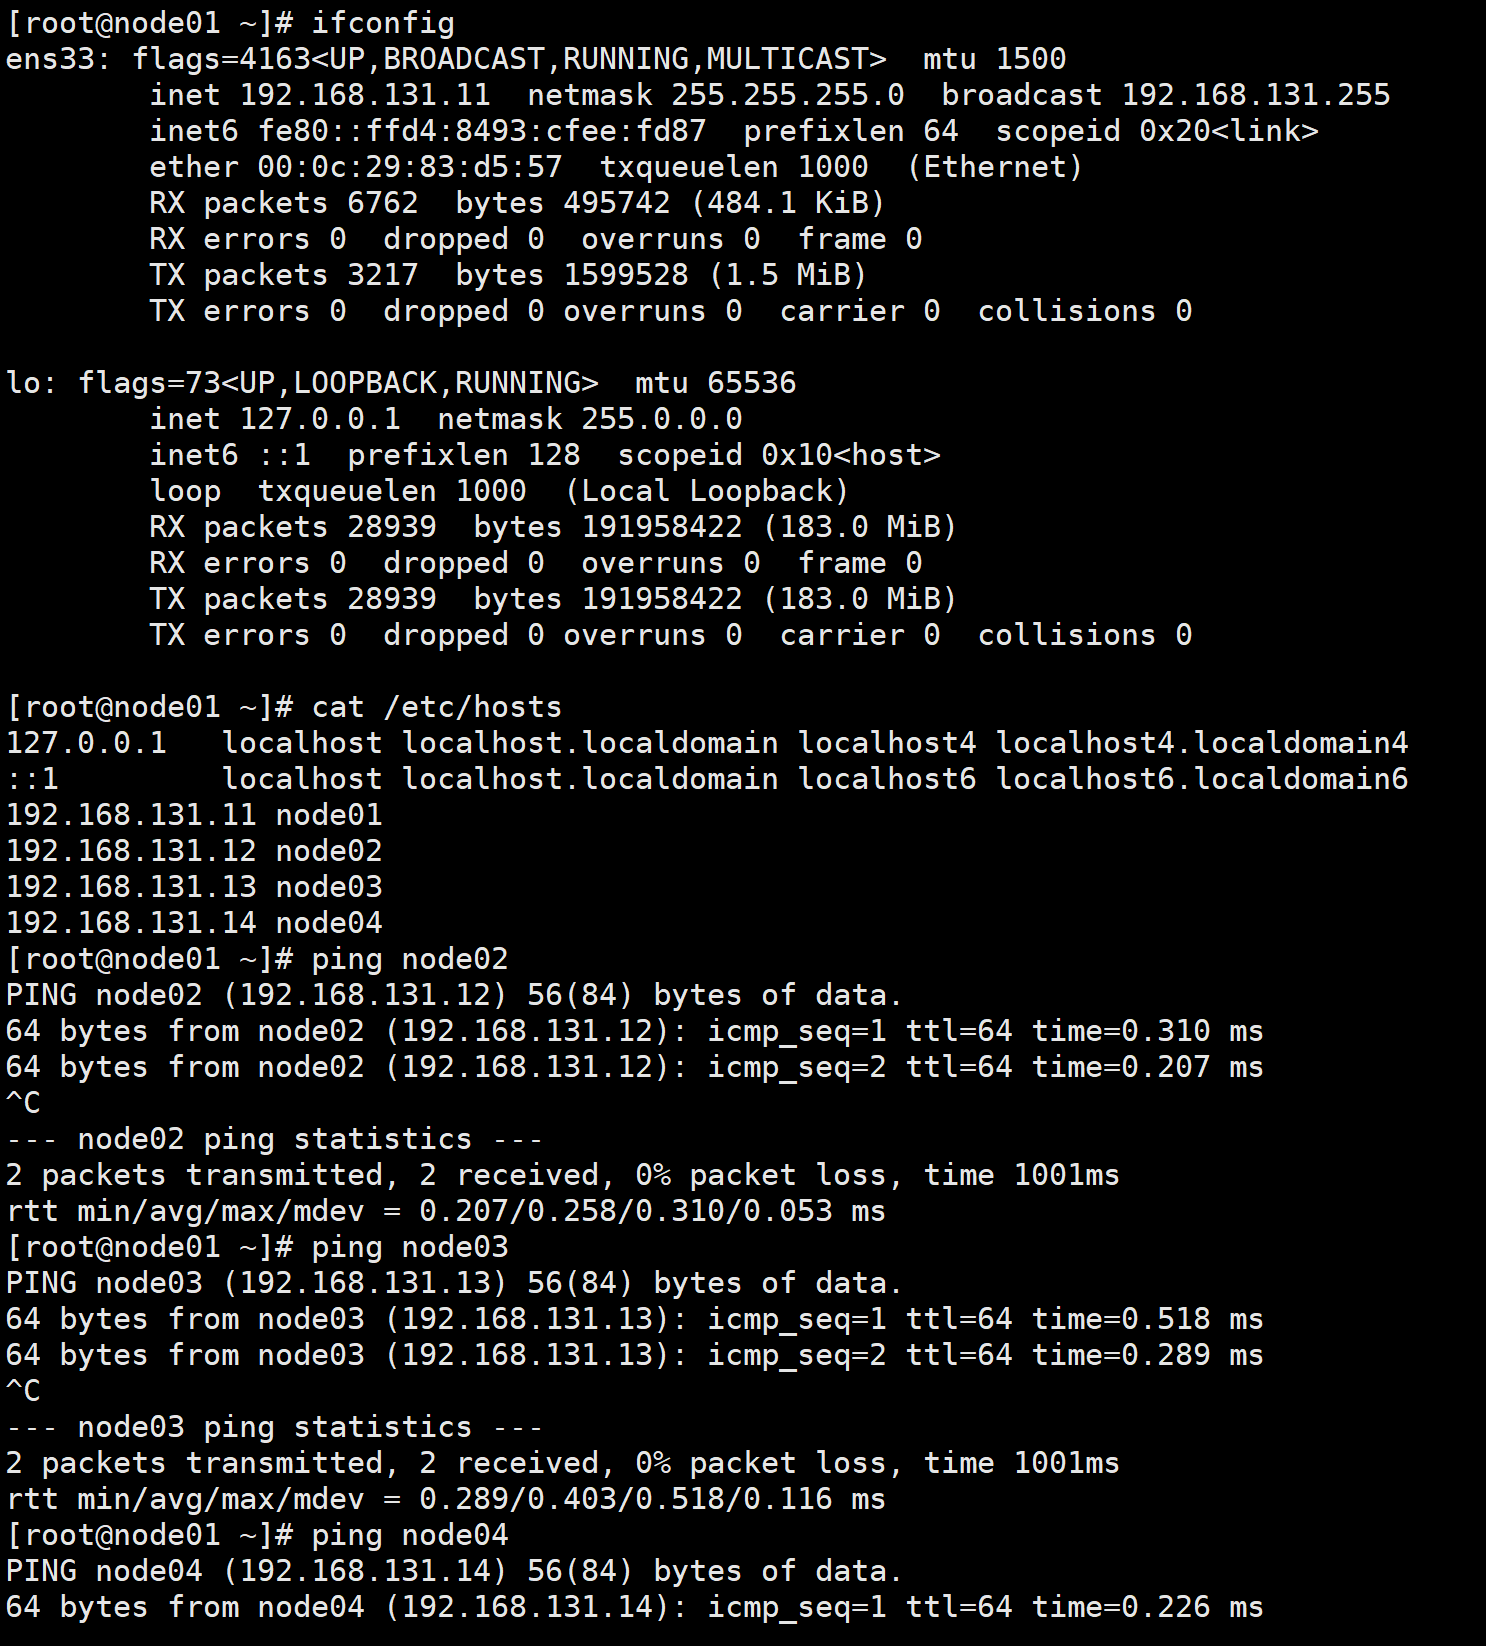 [root@node01 ~]# ifconfig
ens33: flags=4163<UP,BROADCAST,RUNNING,MULTICAST>  mtu 1500
        inet 192.168.131.11  netmask 255.255.255.0  broadcast 192.168.131.255
        inet6 fe80::ffd4:8493:cfee:fd87  prefixlen 64  scopeid 0x20<link>
        ether 00:0c:29:83:d5:57  txqueuelen 1000  (Ethernet)
        RX packets 6762  bytes 495742 (484.1 KiB)
        RX errors 0  dropped 0  overruns 0  frame 0
        TX packets 3217  bytes 1599528 (1.5 MiB)
        TX errors 0  dropped 0 overruns 0  carrier 0  collisions 0

lo: flags=73<UP,LOOPBACK,RUNNING>  mtu 65536
        inet 127.0.0.1  netmask 255.0.0.0
        inet6 ::1  prefixlen 128  scopeid 0x10<host>
        loop  txqueuelen 1000  (Local Loopback)
        RX packets 28939  bytes 191958422 (183.0 MiB)
        RX errors 0  dropped 0  overruns 0  frame 0
        TX packets 28939  bytes 191958422 (183.0 MiB)
        TX errors 0  dropped 0 overruns 0  carrier 0  collisions 0

[root@node01 ~]# cat /etc/hosts
127.0.0.1   localhost localhost.localdomain localhost4 localhost4.localdomain4
::1         localhost localhost.localdomain localhost6 localhost6.localdomain6
192.168.131.11 node01
192.168.131.12 node02
192.168.131.13 node03
192.168.131.14 node04
[root@node01 ~]# ping node02
PING node02 (192.168.131.12) 56(84) bytes of data.
64 bytes from node02 (192.168.131.12): icmp_seq=1 ttl=64 time=0.310 ms
64 bytes from node02 (192.168.131.12): icmp_seq=2 ttl=64 time=0.207 ms
^C
--- node02 ping statistics ---
2 packets transmitted, 2 received, 0% packet loss, time 1001ms
rtt min/avg/max/mdev = 0.207/0.258/0.310/0.053 ms
[root@node01 ~]# ping node03
PING node03 (192.168.131.13) 56(84) bytes of data.
64 bytes from node03 (192.168.131.13): icmp_seq=1 ttl=64 time=0.518 ms
64 bytes from node03 (192.168.131.13): icmp_seq=2 ttl=64 time=0.289 ms
^C
--- node03 ping statistics ---
2 packets transmitted, 2 received, 0% packet loss, time 1001ms
rtt min/avg/max/mdev = 0.289/0.403/0.518/0.116 ms
[root@node01 ~]# ping node04
PING node04 (192.168.131.14) 56(84) bytes of data.
64 bytes from node04 (192.168.131.14): icmp_seq=1 ttl=64 time=0.226 ms